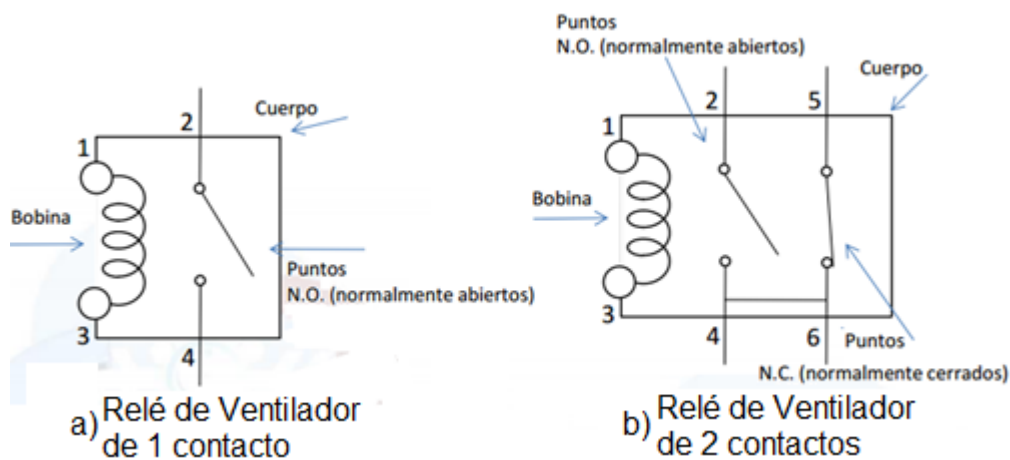 Cuerpo
2
1
Bobina
Puntos
N.O. (normalmente abiertos)
3
4
a) Relé de Ventilador
de 1 contacto
Puntos
N.O. (normalmente abiertos)
Cuerpo
2
5
1
Bobina
3
4
6
Puntos
N.C. (normalmente cerrados)
b) Relé de Ventilador
de 2 contactos